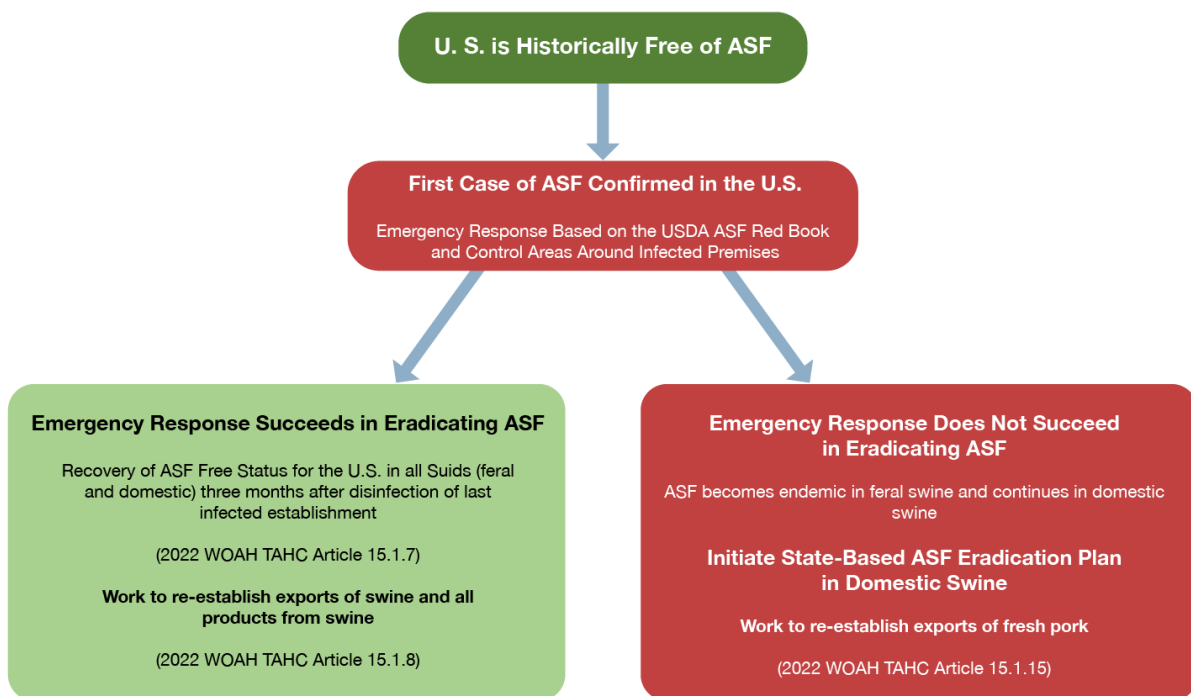 U. S. is Historically Free of ASF
First Case of ASF Confirmed in the U.S.
Emergency Response Based on the USDA ASF Red Book
and Control Areas Around Infected Premises
Emergency Response Succeeds in Eradicating ASF
Recovery of ASF Free Status for the U.S. in all Suids (feral
and domestic) three months after disinfection of last
infected establishment
(2022 WOAH TAHC Article 15.1.7)
Work to re-establish exports of swine and all
products from swine
(2022 WOAH TAHC Article 15.1.8)
Emergency Response Does Not Succeed
in Eradicating ASF
ASF becomes endemic in feral swine and continues in domestic
swine
Initiate State-Based ASF Eradication Plan
in Domestic Swine
Work to re-establish exports of fresh pork
(2022 WOAH TAHC Article 15.1.15)